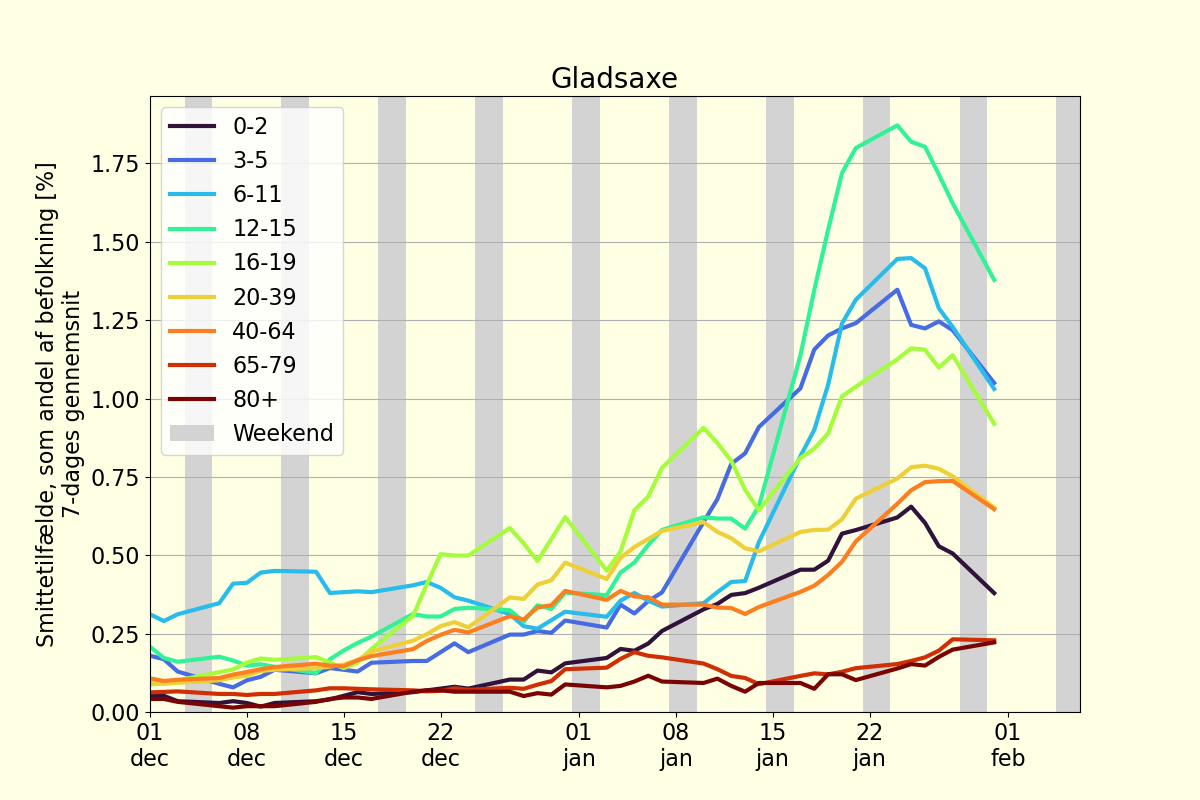 Gladsaxe
Smittetilfælde, som andel af befolkning [%]
7-dages gennemsnit
1.75
1.50
1.25
1.00
0.75
0.50
0.25
0.00
0-2
3-5
6-11
12-15
16-19
20-39
40-64
65-79
80+
Weekend
01 dec
08 dec
15 dec
22 dec
01 jan
08 jan
15 jan
22 jan
01 feb